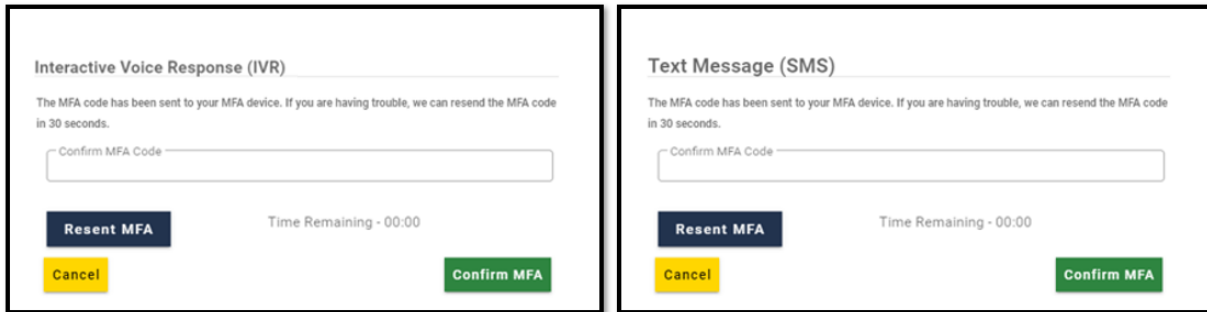 Interactive Voice Response (IVR)
The MFA code has been sent to your MFA device. If you are having trouble, we can resend the MFA code
in 30 seconds.
Confirm MFA Code
Resent MFA
Time Remaining - 00:00
Cancel
Confirm MFA
Text Message (SMS)
The MFA code has been sent to your MFA device. If you are having trouble, we can resend the MFA code
in 30 seconds.
Confirm MFA Code
Resent MFA
Time Remaining - 00:00
Cancel
Confirm MFA